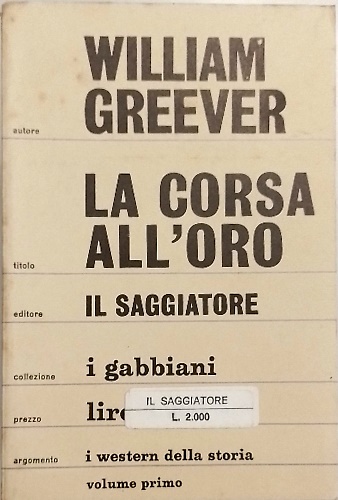 WILLIAM
autore GREEVER
LA CORSA
titolo ALL'ORO
editore IL SAGGIATORE
collezione i gabbiani
prezzo lire
IL SAGGIATORE
L. 2.000
argomento i western della storia
volume primo